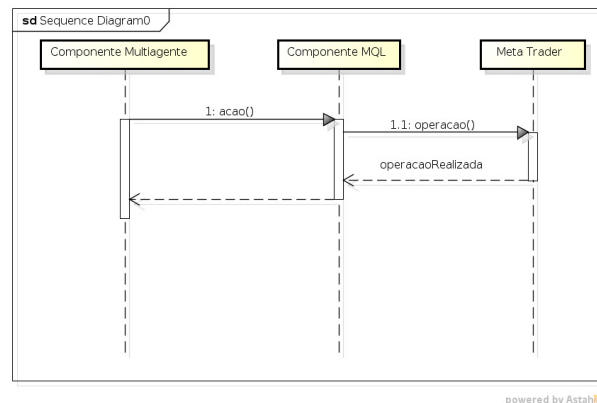 sd Sequence Diagram0
Componente Multiagente
Componente MQL
Meta Trader
1: acao()
1.1: operacao()
operacaoRealizada
powered by Astah